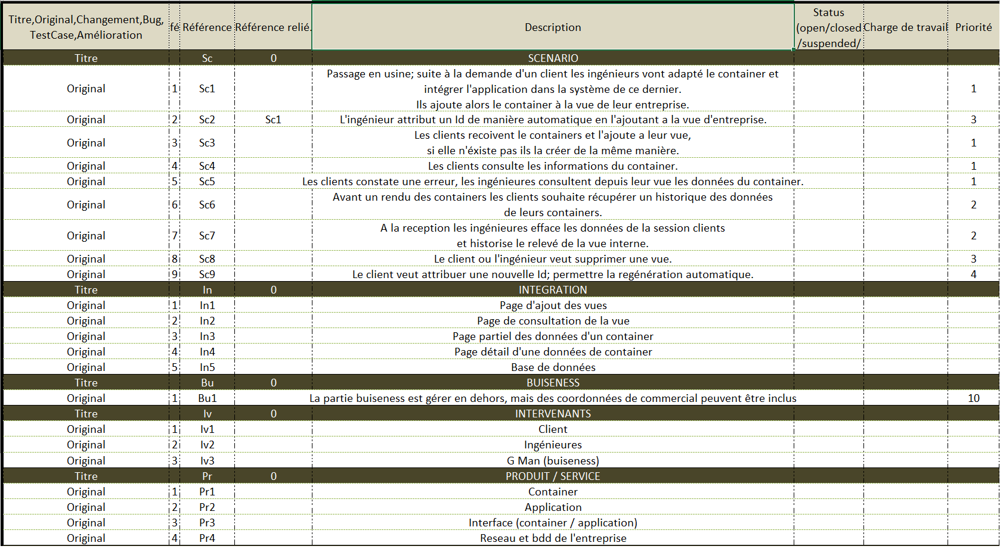 Titre,Original,Changement,Bug,
TestCase,Amélioration fé Référence Référence relié. Description Status
(open/closed
/suspended/ Charge de travail Priorité
Titre Sc 0 SCENARIO
Original 1 Sc1 Passage en usine; suite à la demande d'un client les ingénieurs vont adapté le container et
intégrer l'application dans la système de ce dernier.
Ils ajoute alors le container à la vue de leur entreprise. 1
Original 2 Sc2 Sc1 L'ingénieur attribut un Id de manière automatique en l'ajoutant a la vue d'entreprise. 3
Original 3 Sc3 Les clients recoivent le containers et l'ajoute a leur vue,
si elle n'éxiste pas ils la créer de la même manière. 1
Original 4 Sc4 Les clients consulte les informations du container. 1
Original 5 Sc5 Les clients constate une erreur, les ingénieures consultent depuis leur vue les données du container. 1
Original 6 Sc6 Avant un rendu des containers les clients souhaite récupérer un historique des données
de leurs containers. 2
Original 7 Sc7 A la reception les ingénieures efface les données de la session clients
et historise le relevé de la vue interne. 2
Original 8 Sc8 Le client ou l'ingénieur veut supprimer une vue. 3
Original 9 Sc9 Le client veut attribuer une nouvelle Id; permettre la regénération automatique. 4
Titre In 0 INTEGRATION
Original 1 In1 Page d'ajout des vues
Original 2 In2 Page de consultation de la vue
Original 3 In3 Page partiel des données d'un container
Original 4 In4 Page détail d'une données de container
Original 5 In5 Base de données
Titre Bu 0 BUISENESS
Original 1 Bu1 La partie buiseness est gérer en dehors, mais des coordonnées de commercial peuvent être inclus 10
Titre Iv 0 INTERVENANTS
Original 1 Iv1 Client
Original 2 Iv2 Ingénieures
Original 3 Iv3 G Man (buiseness)
Titre Pr 0 PRODUIT / SERVICE
Original 1 Pr1 Container
Original 2 Pr2 Application
Original 3 Pr3 Interface (container / application)
Original 4 Pr4 Reseau et bdd de l'entreprise